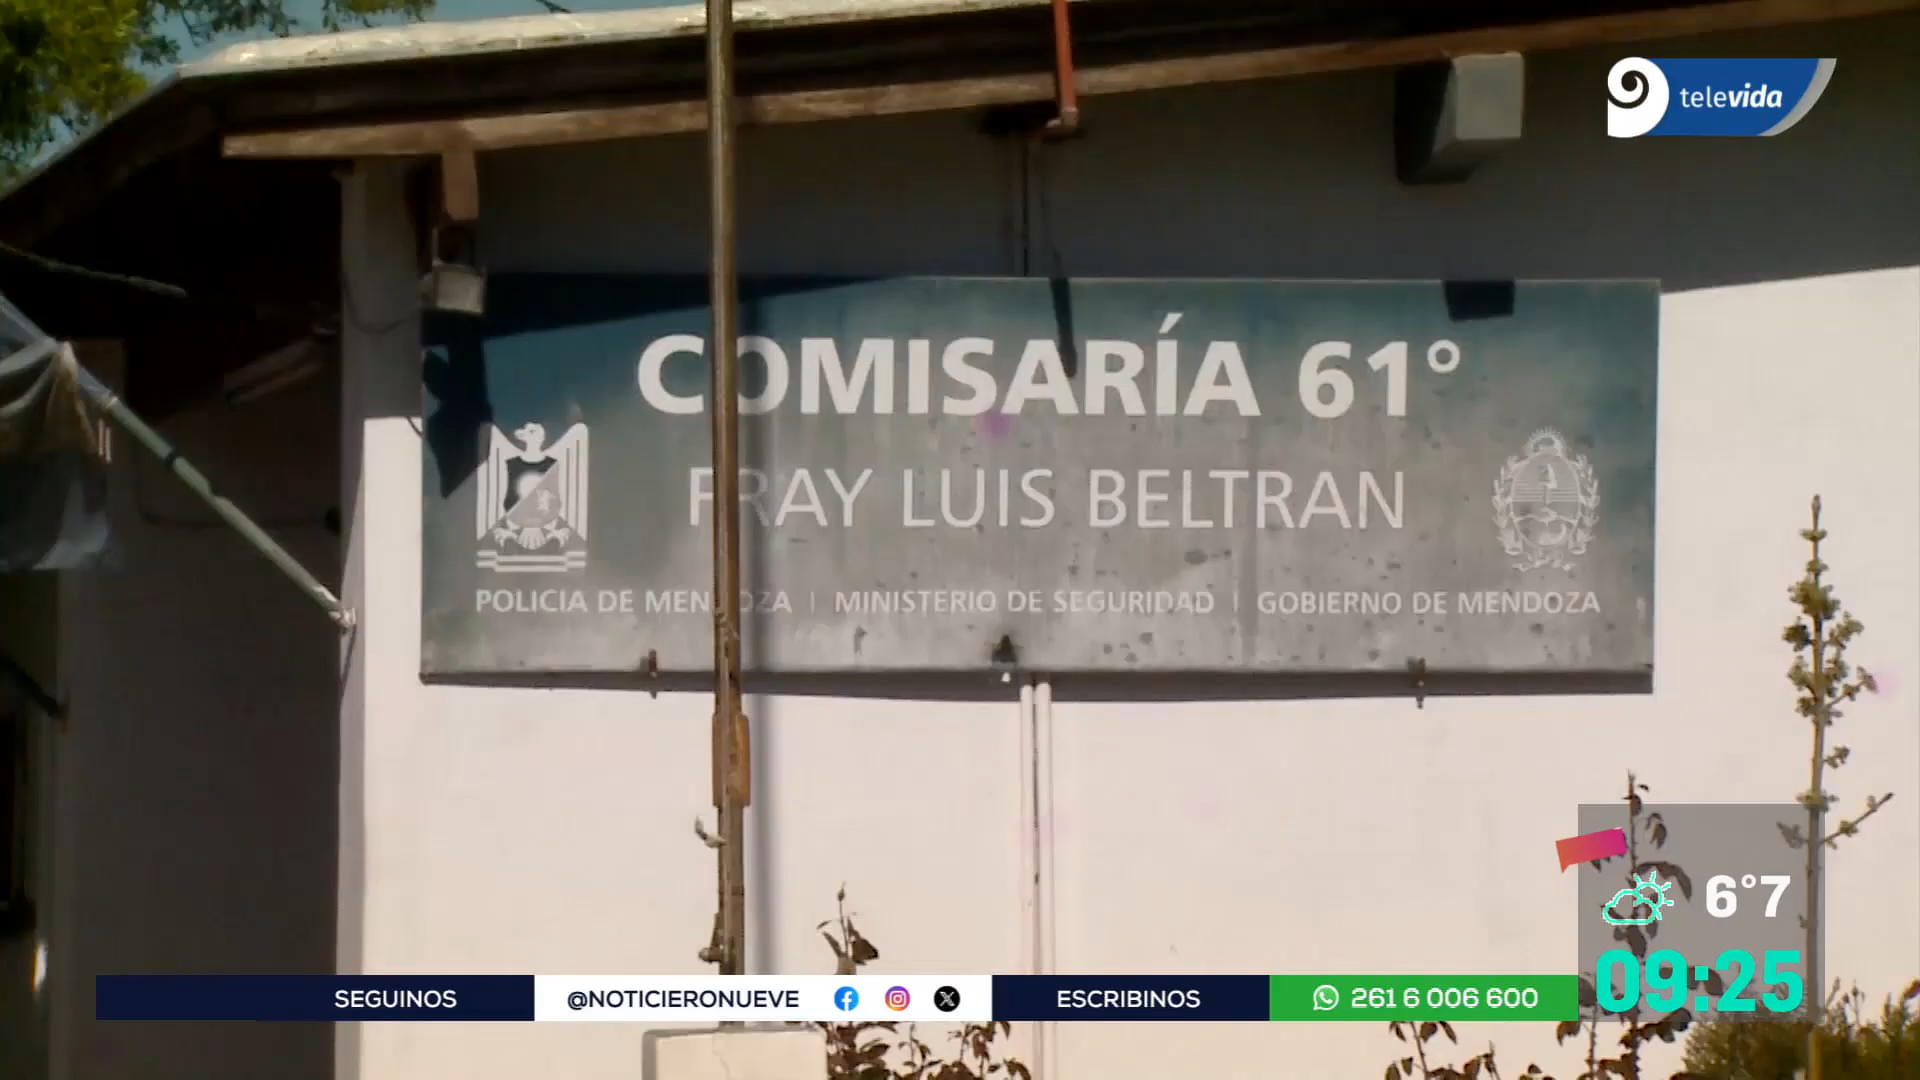 9 televida
COMISARÍA 61°
FRAY LUIS BELTRAN
POLICIA DE MENDOZA | MINISTERIO DE SEGURIDAD | GOBIERNO DE MENDOZA
6°7
09:25
SEGUINOS @NOTICIERONUEVE ESCRIBINOS 261 6 006 600